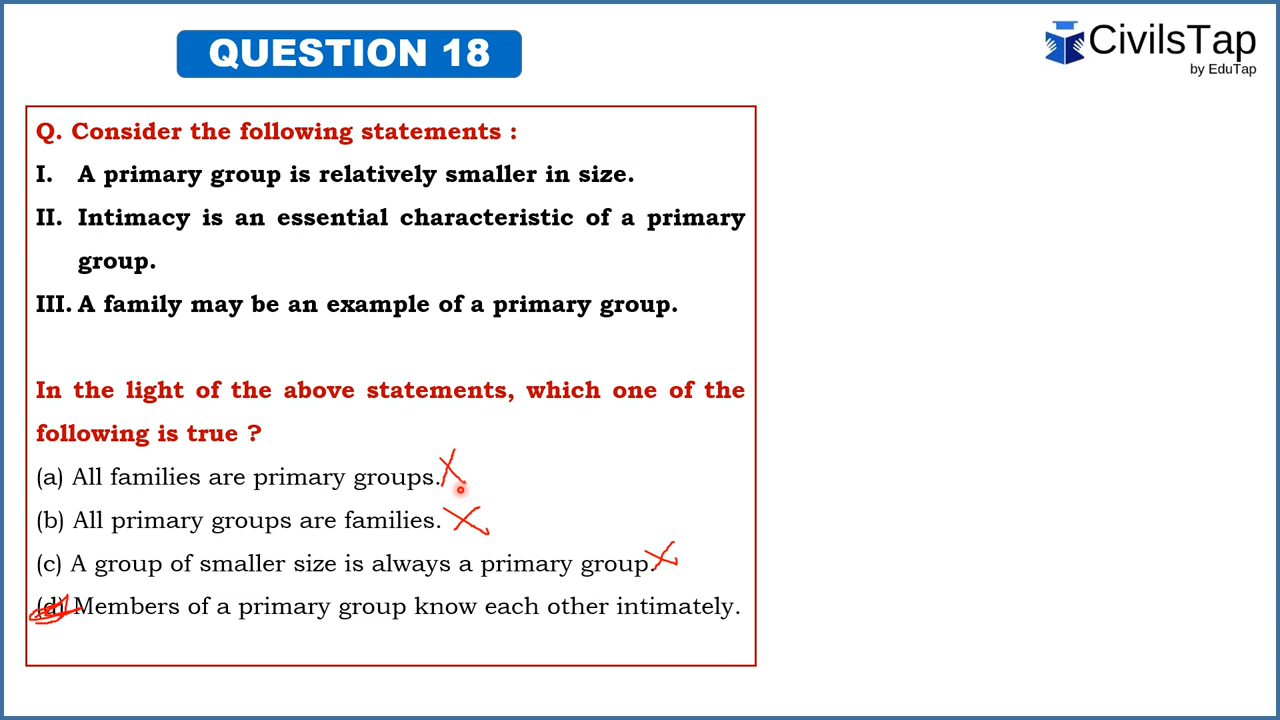 QUESTION 18
CivilsTap
by EduTap
Q. Consider the following statements :
I. A primary group is relatively smaller in size.
II. Intimacy is an essential characteristic of a primary
group.
III. A family may be an example of a primary group.
In the light of the above statements, which one of the
following is true ?
(a) All families are primary groups.
(b) All primary groups are families.
(c) A group of smaller size is always a primary group.
(d) Members of a primary group know each other intimately.